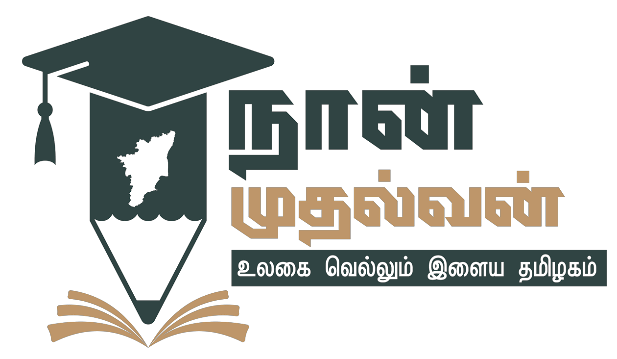 நான்
முதல்வன்
உலகை வெல்லும் இளைய தமிழகம்